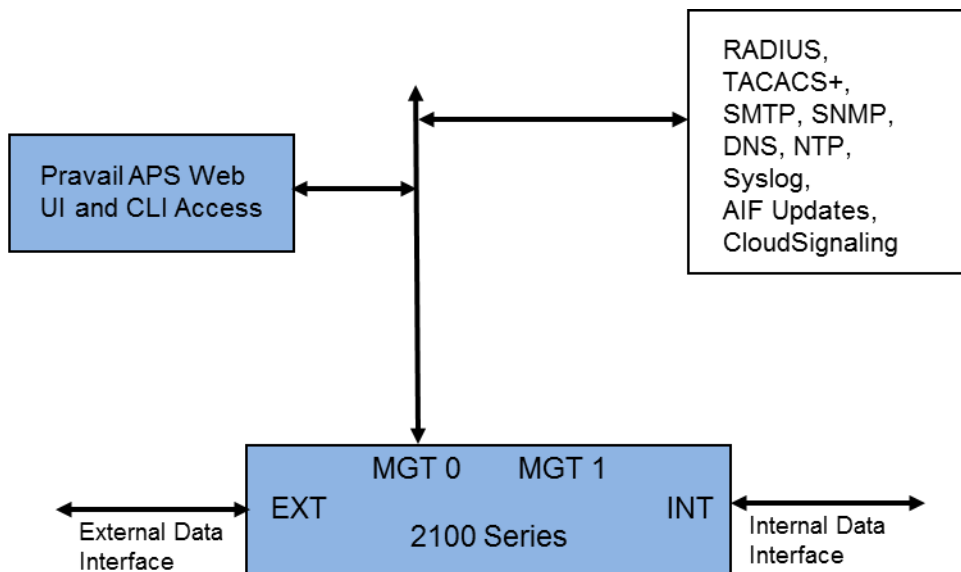 RADIUS,
TACACS+,
SMTP, SNMP,
DNS, NTP,
Syslog,
AIF Updates,
CloudSignaling
Pravail APS Web
UI and CLI Access
MGT 0 MGT 1
EXT INT
2100 Series
External Data
Interface
Internal Data
Interface